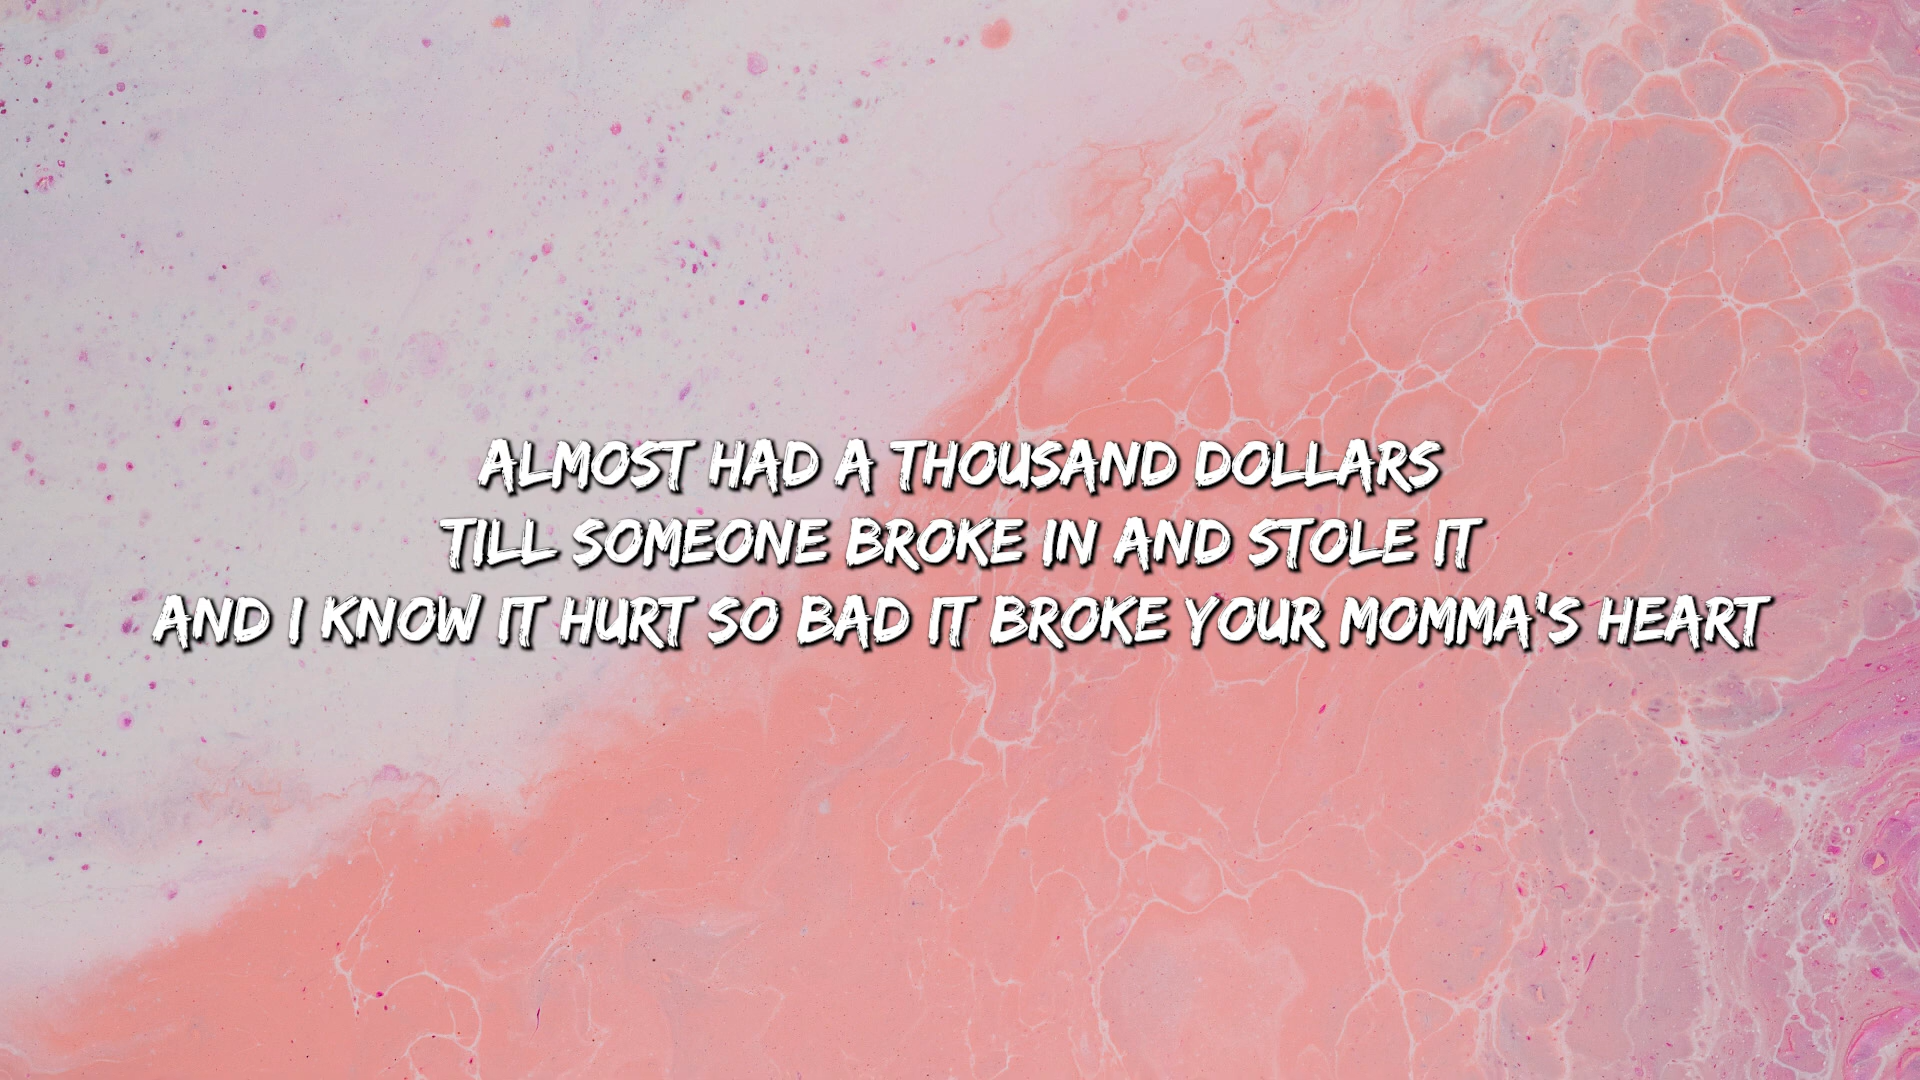 ALMOST HAD A THOUSAND DOLLARS
TILL SOMEONE BROKE IN AND STOLE IT
AND I KNOW IT HURT SO BAD IT BROKE YOUR MOMMA'S HEART